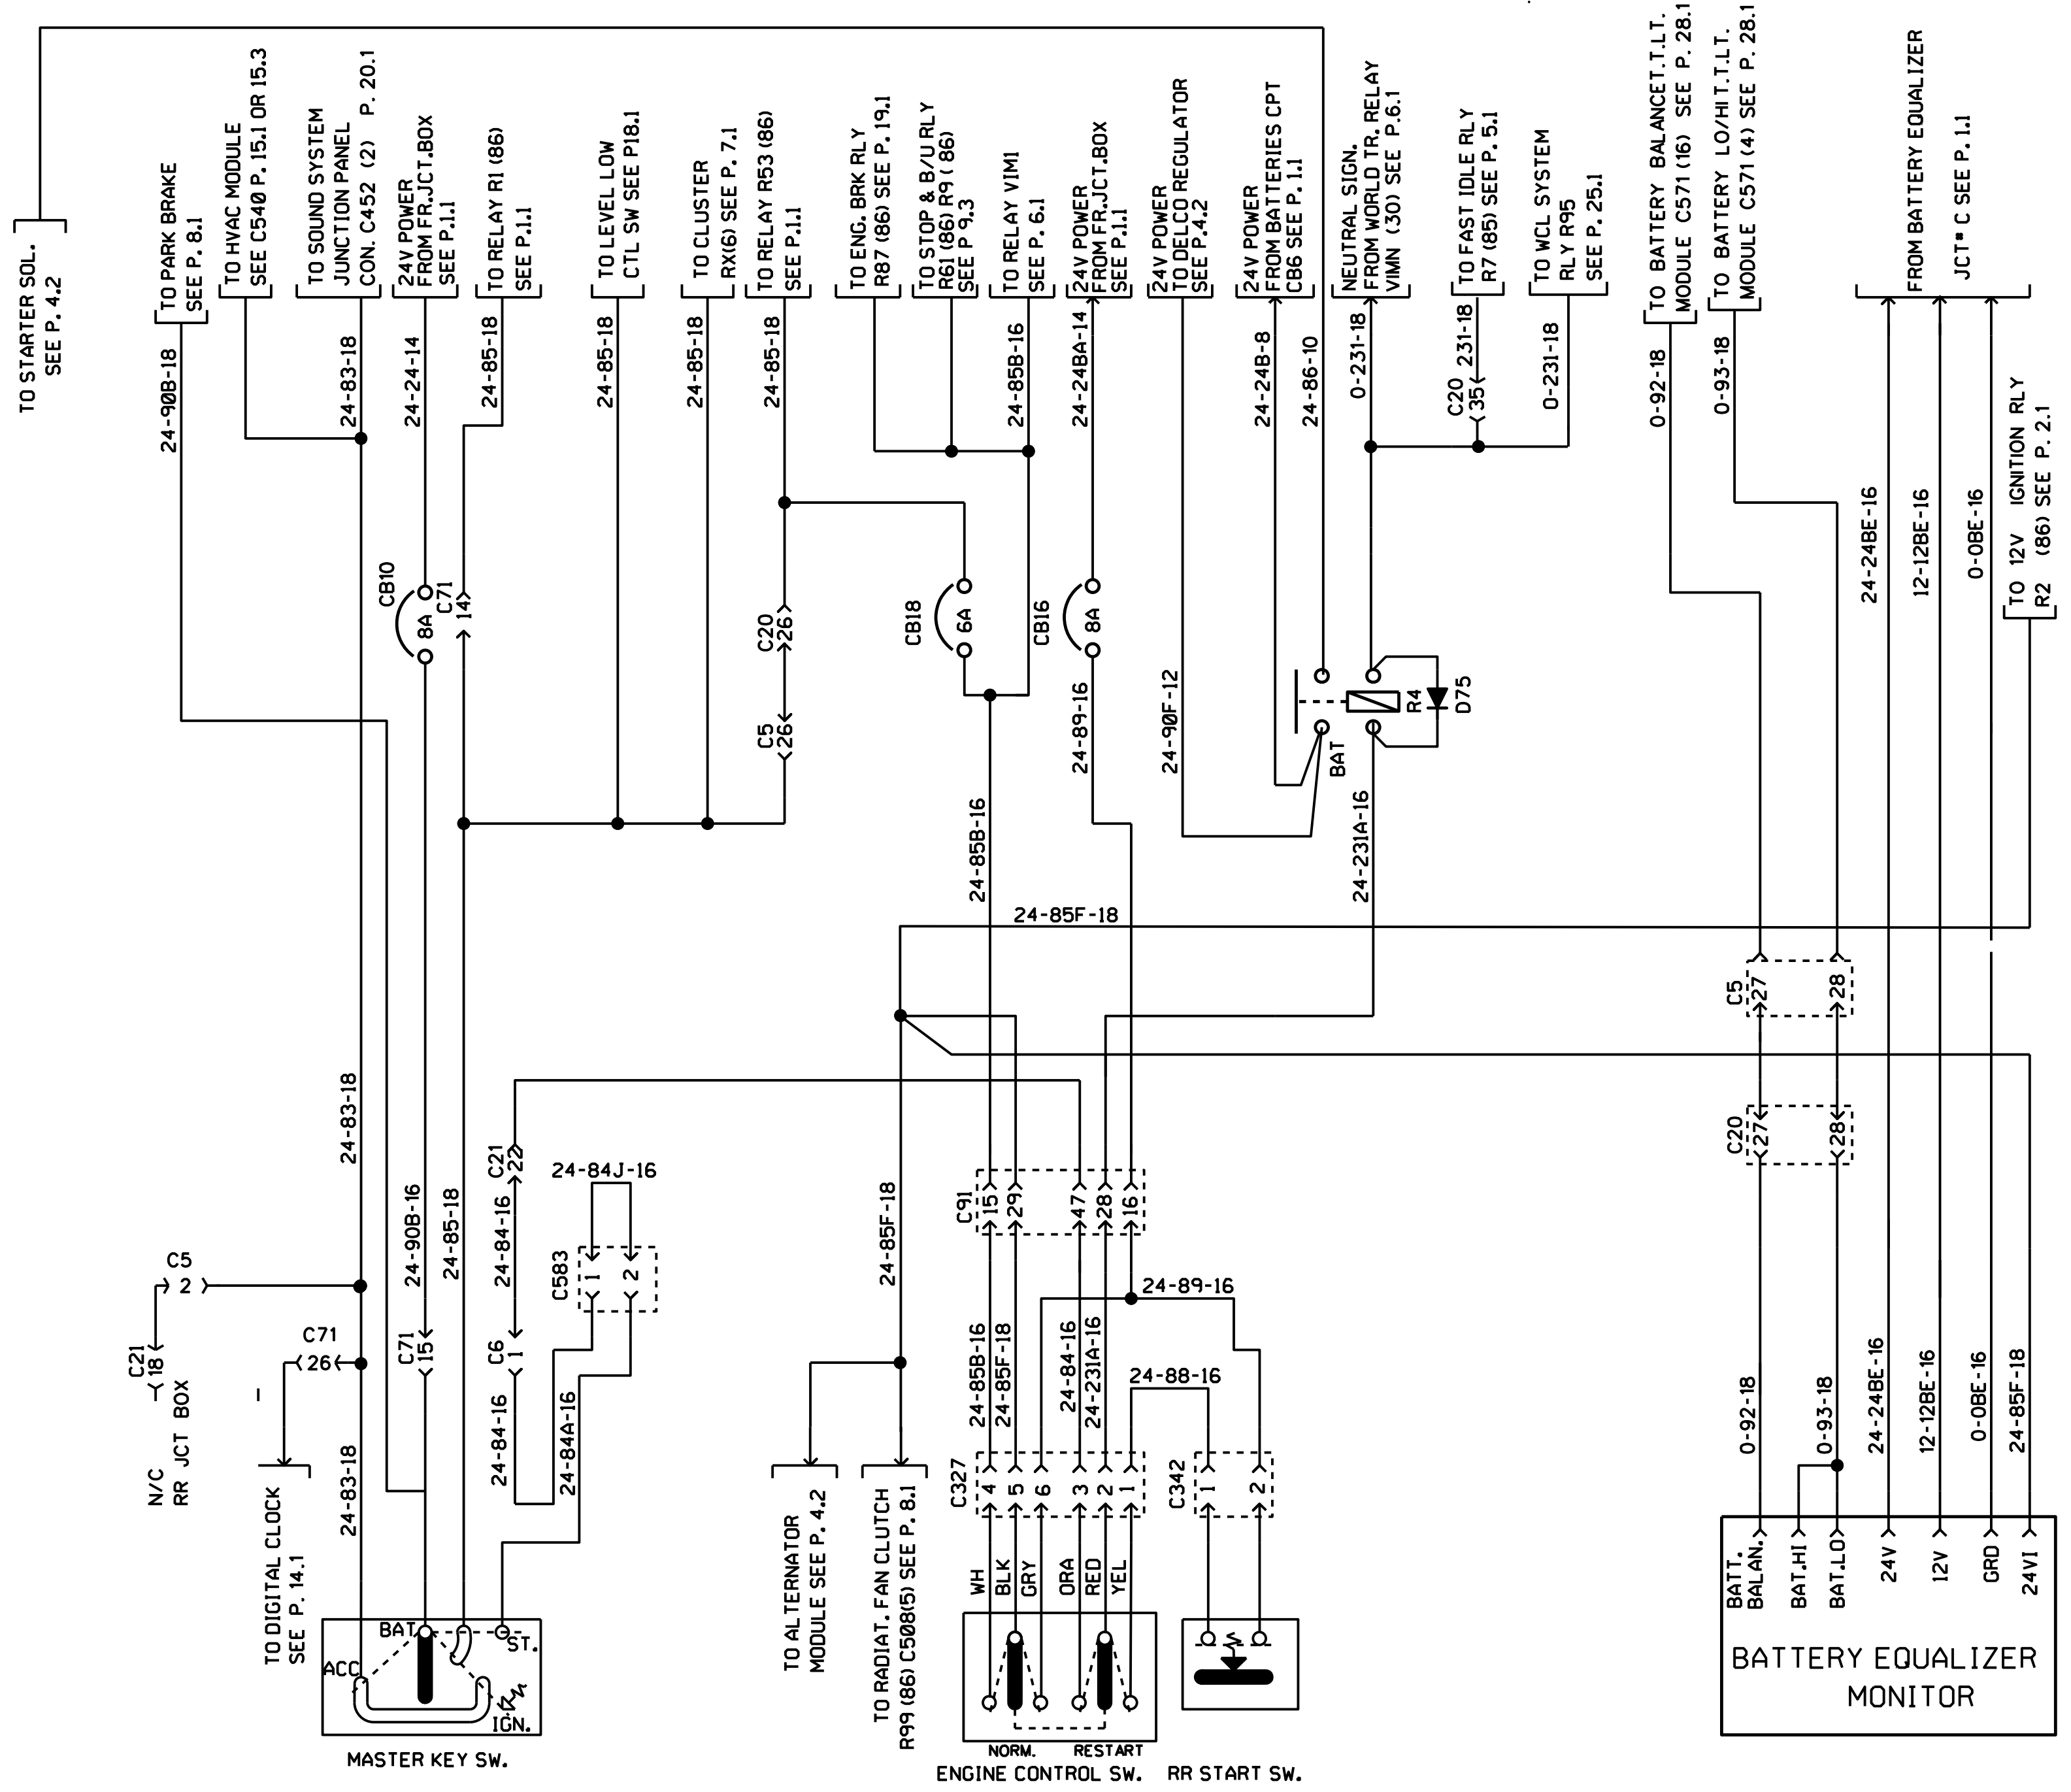 TO STARTER SOL.
SEE P. 4.2
TO PARK BRAKE
SEE P. 8.1
TO HVAC MODULE
SEE C540 P. 15.1 OR 15.3
TO SOUND SYSTEM
JUNCTION PANEL
CON. C452 (2) P. 20.1
24V POWER
FROM FR.JCT.BOX
SEE P.1.1
TO RELAY R1 (86)
SEE P.1.1
TO LEVEL LOW
CTL SW SEE P18.1
TO CLUSTER
RX(6) SEE P. 7.1
TO RELAY R53 (86)
SEE P.1.1
TO ENG. BRK RLY
R87 (86) SEE P. 19.1
TO STOP & B/U RLY
R61 (86) R9 ( 86)
SEE P 9.3
TO RELAY VIM1
SEE P. 6.1
24V POWER
FROM FR.JCT.BOX
SEE P.1.1
24V POWER
TO DELCO REGULATOR
SEE P.4.2
24V POWER
FROM BATTERIES CPT
CB6 SEE P. 1.1
NEUTRAL SIGN.
FROM WORLD TR. RELAY
VIMN (30) SEE P.6.1
TO FAST IDLE RLY
R7 (85) SEE P. 5.1
TO WCL SYSTEM
RLY R95
SEE P. 25.1
TO BATTERY BALANCE T.T.LT.
MODULE C571 (16) SEE P. 28.1
TO BATTERY LO/HI T.T.LT.
MODULE C571 (4) SEE P. 28.1
FROM BATTERY EQUALIZER
JCT* C SEE P. 1.1
TO 12V IGNITION RLY
R2 (86) SEE P. 2.1
24-90B-18
24-83-18
24-24-14
24-85-18
24-85-18
24-85-18
24-85-18
24-85B-16
24-24BA-14
24-24B-8
24-86-10
0-231-18
231-18
C20
35
0-231-18
0-92-18
0-93-18
24-24BE-16
12-12BE-16
0-0BE-16
CB10
8A
C71
14
C20
26
C5
26
CB18
6A
CB16
8A
24-89-16
24-90F-12
BAT
R4
D75
24-85B-16
24-231A-16
24-85F-18
C5
27
28
C20
27
28
24-83-18
24-90B-16
24-85-18
C21
22
24-84-16
24-84J-16
C583
1
2
24-85F-18
C91
15
29
47
28
16
C5
2
C21
18
N/C
RR JCT BOX
C71
26
C71
15
C6
1
24-89-16
24-85B-16
24-85F-18
24-84-16
24-231A-16
24-88-16
24-83-18
24-84-16
24-84A-16
0-92-18
0-93-18
24-24BE-16
12-12BE-16
0-0BE-16
24-85F-18
TO DIGITAL CLOCK
SEE P. 14.1
TO ALTERNATOR
MODULE SEE P. 4.2
TO RADIAT. FAN CLUTCH
R99 (86) C508(5) SEE P. 8.1
C327
4
5
6
3
2
1
C342
1
2
WH
BLK
GRY
ORA
RED
YEL
BATT.
BALAN.
BAT.HI
BAT.LO
24V
12V
GRD
24VI
BATTERY EQUALIZER
MONITOR
BAT
ST.
ACC
IGN.
MASTER KEY SW.
NORM. RESTART
ENGINE CONTROL SW.
RR START SW.